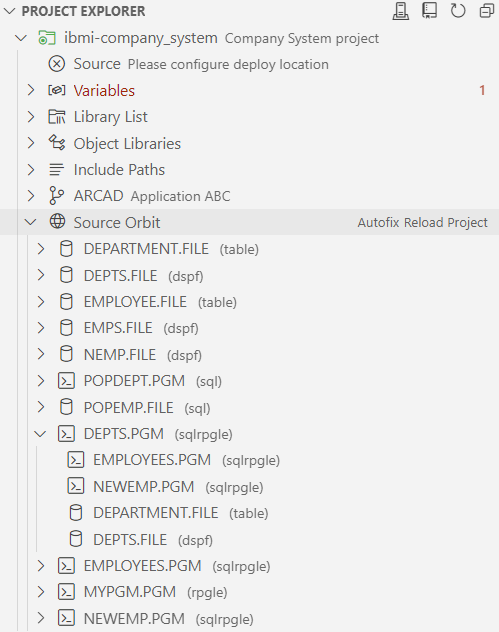 PROJECT EXPLORER
ibmi-company_system Company System project
Source Please configure deploy location
Variables 1
Library List
Object Libraries
Include Paths
ARCAD Application ABC
Source Orbit Autofix Reload Project
DEPARTMENT.FILE (table)
DEPTS.FILE (dspf)
EMPLOYEE.FILE (table)
EMPS.FILE (dspf)
NEMP.FILE (dspf)
POPDEPT.PGM (sql)
POPEMP.FILE (sql)
DEPTS.PGM (sqlrpgle)
EMPLOYEES.PGM (sqlrpgle)
NEWEMP.PGM (sqlrpgle)
DEPARTMENT.FILE (table)
DEPTS.FILE (dspf)
EMPLOYEES.PGM (sqlrpgle)
MYPGM.PGM (rpgle)
NEWEMP.PGM (sqlrpgle)